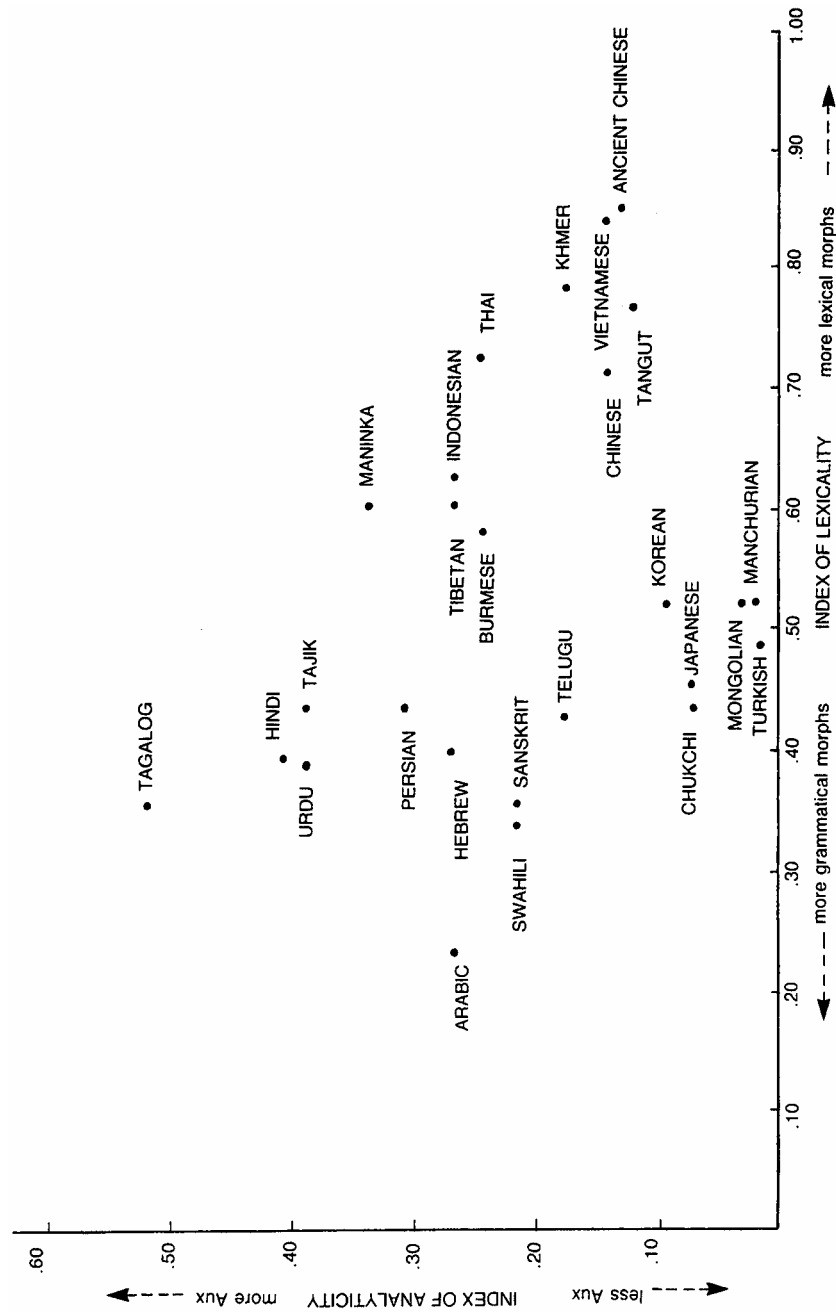 .60
.50
.40
.30
.20
.10
less Aux INDEX OF ANALYTICITY more Aux
TAGALOG
HINDI
URDU
TAJIK
MANINKA
PERSIAN
HEBREW
ARABIC
TIBETAN
INDONESIAN
BURMESE
THAI
SWAHILI
SANSKRIT
TELUGU
KHMER
CHINESE
VIETNAMESE
ANCIENT CHINESE
TANGUT
KOREAN
CHUKCHI
JAPANESE
MONGOLIAN
MANCHURIAN
TURKISH
.10 .20 .30 .40 .50 .60 .70 .80 .90 1.00
more grammatical morphs INDEX OF LEXICALITY more lexical morphs